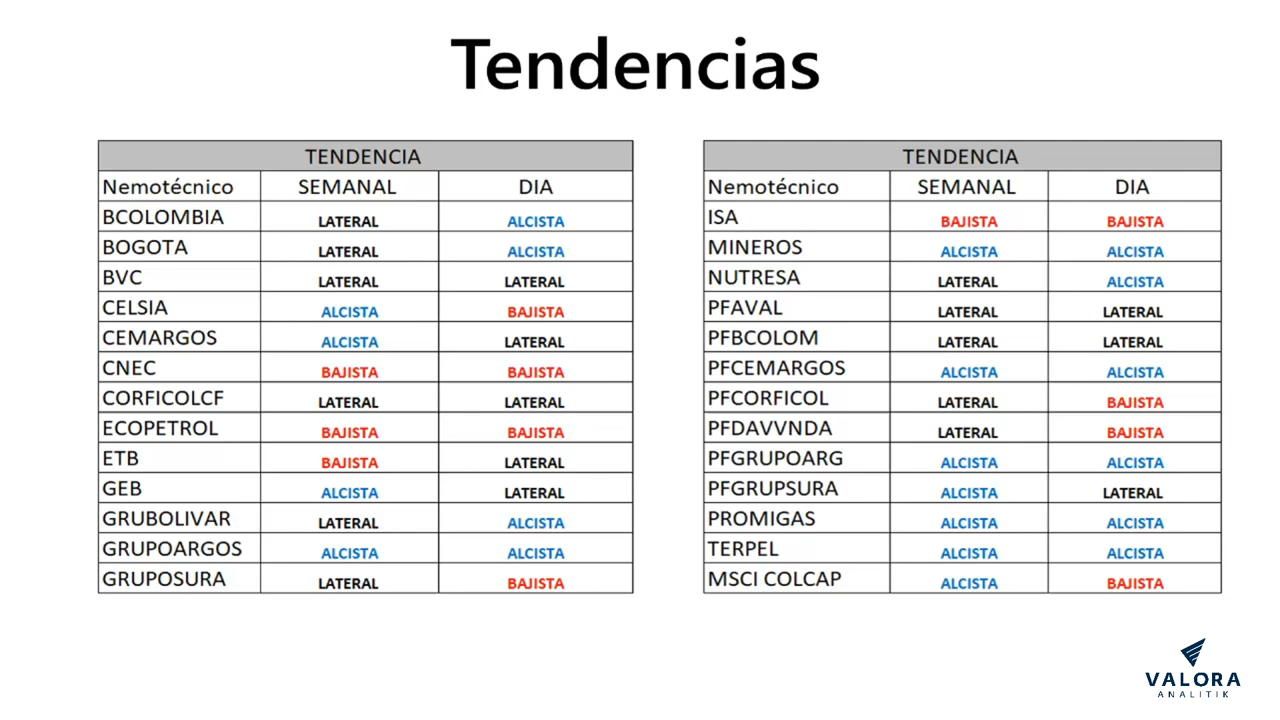 Tendencias
TENDENCIA
Nemotécnico SEMANAL DIA
BCOLOMBIA LATERAL ALCISTA
BOGOTA LATERAL ALCISTA
BVC LATERAL LATERAL
CELSIA ALCISTA BAJISTA
CEMARGOS ALCISTA LATERAL
CNEC BAJISTA BAJISTA
CORFICOLCF LATERAL LATERAL
ECOPETROL BAJISTA BAJISTA
ETB BAJISTA LATERAL
GEB ALCISTA LATERAL
GRUBOLIVAR LATERAL ALCISTA
GRUPOARGOS ALCISTA ALCISTA
GRUPOSURA LATERAL BAJISTA
TENDENCIA
Nemotécnico SEMANAL DIA
ISA BAJISTA BAJISTA
MINEROS ALCISTA ALCISTA
NUTRESA LATERAL ALCISTA
PFAVAL LATERAL LATERAL
PFBCOLOM LATERAL LATERAL
PFCEMARGOS ALCISTA ALCISTA
PFCORFICOL LATERAL BAJISTA
PFDAVVNDA LATERAL BAJISTA
PFGRUPOARG ALCISTA ALCISTA
PFGRUPSURA ALCISTA LATERAL
PROMIGAS ALCISTA ALCISTA
TERPEL ALCISTA ALCISTA
MSCI COLCAP ALCISTA BAJISTA
VALORA
ANALITIK